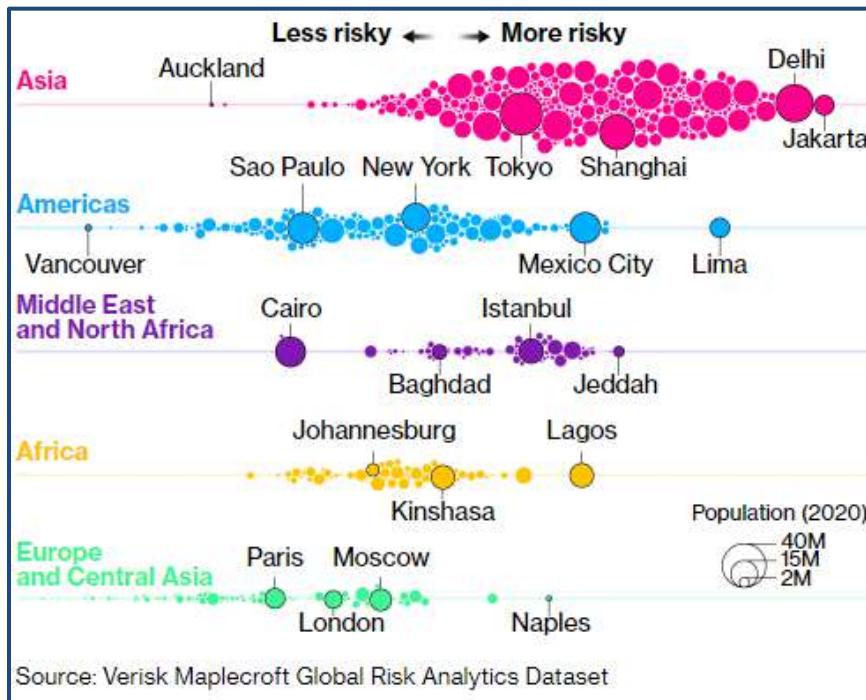 Less risky ← → More risky
Asia
Auckland
Delhi
Jakarta
Tokyo
Shanghai
Sao Paulo
New York
Americas
Vancouver
Mexico City
Lima
Middle East
and North Africa
Cairo
Istanbul
Baghdad
Jeddah
Africa
Johannesburg
Lagos
Kinshasa
Population (2020)
40M
15M
2M
Europe
and Central Asia
Paris
Moscow
London
Naples
Source: Verisk Maplecroft Global Risk Analytics Dataset